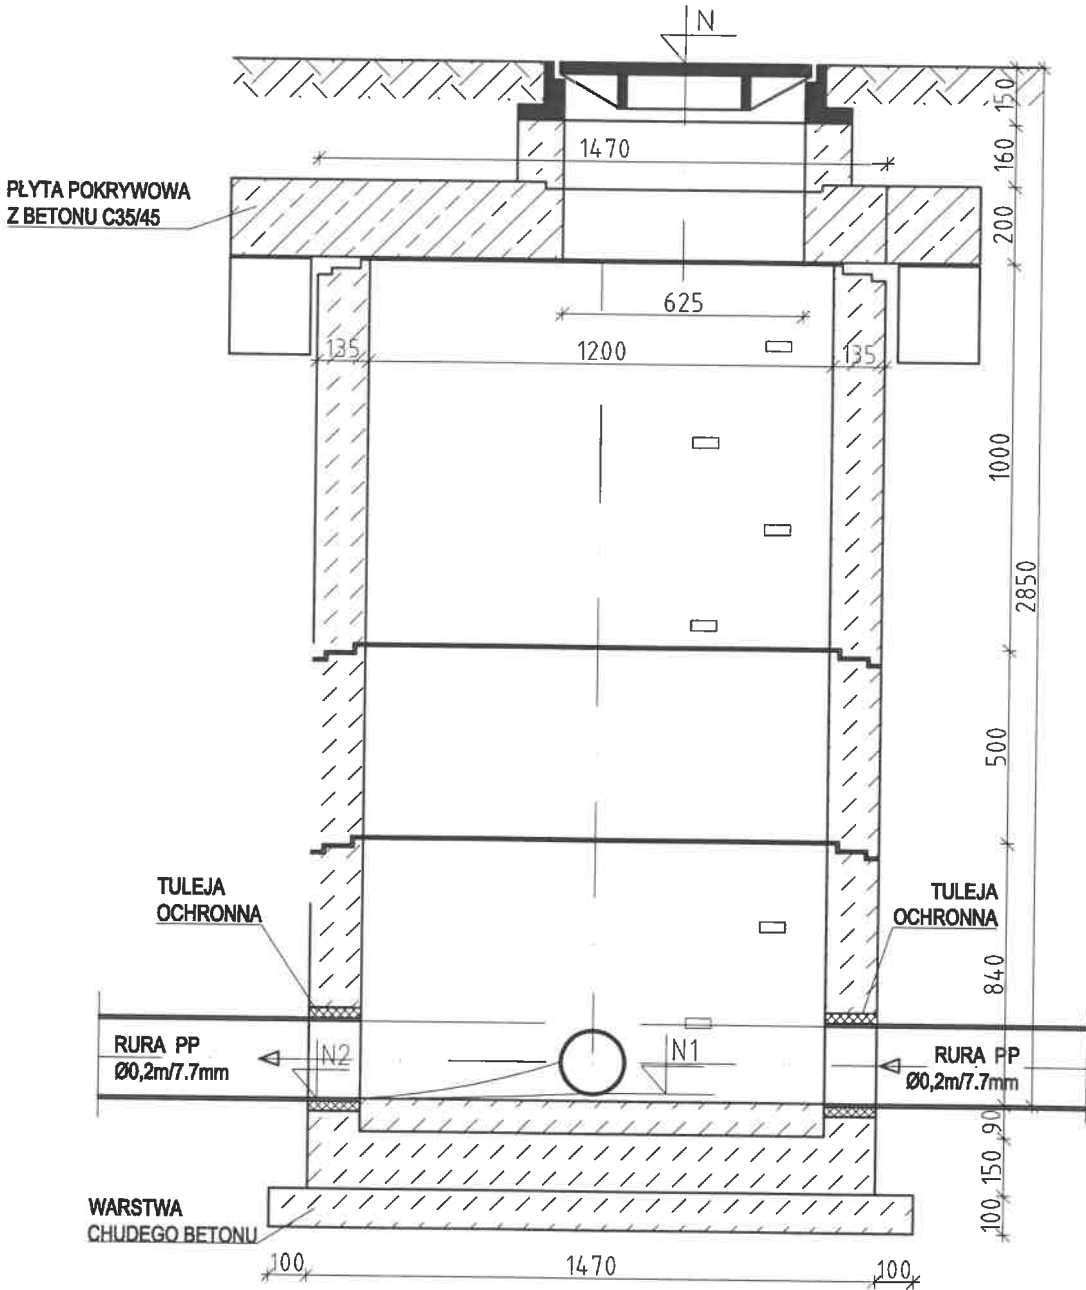 N
150
1470
160
PŁYTA POKRYWOWA
Z BETONU C35/45
200
625
135
1200
135
1000
2850
500
TULEJA
OCHRONNA
TULEJA
OCHRONNA
840
RURA PP
Ø0,2m/7.7mm
N2
N1
RURA PP
Ø0,2m/7.7mm
90
150
WARSTWA
CHUDEGO BETONU
100
100
1470
100